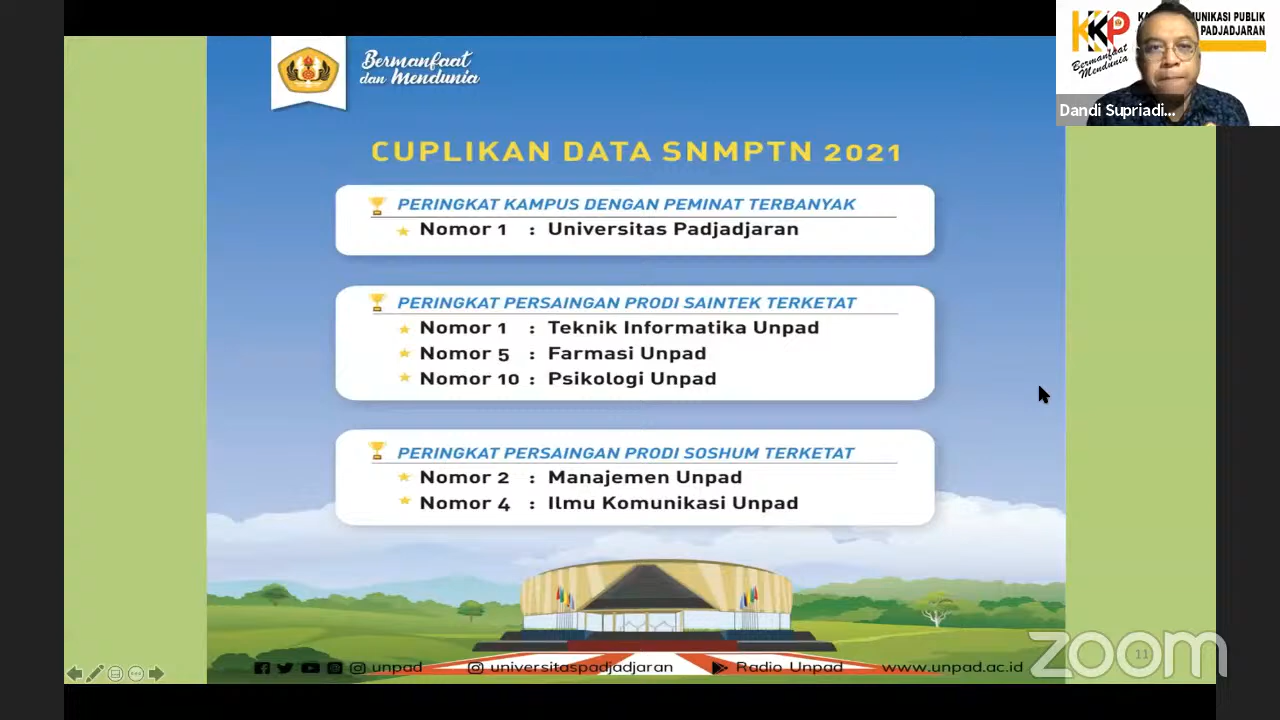 Bermanfaat
dan Mendunia
KKP
UNIKASI PUBLIK
PADJADJARAN
Bermanfaat
Mendunia
Dandi Supriadi...
CUPLIKAN DATA SNMPTN 2021
PERINGKAT KAMPUS DENGAN PEMINAT TERBANYAK
Nomor 1 : Universitas Padjadjaran
PERINGKAT PERSAINGAN PRODI SAINTEK TERKETAT
Nomor 1 : Teknik Informatika Unpad
Nomor 5 : Farmasi Unpad
Nomor 10 : Psikologi Unpad
PERINGKAT PERSAINGAN PRODI SOSHUM TERKETAT
Nomor 2 : Manajemen Unpad
Nomor 4 : Ilmu Komunikasi Unpad
unpad universitaspadjadjaran Radio Unpad www.unpad.ac.id
zoom
11